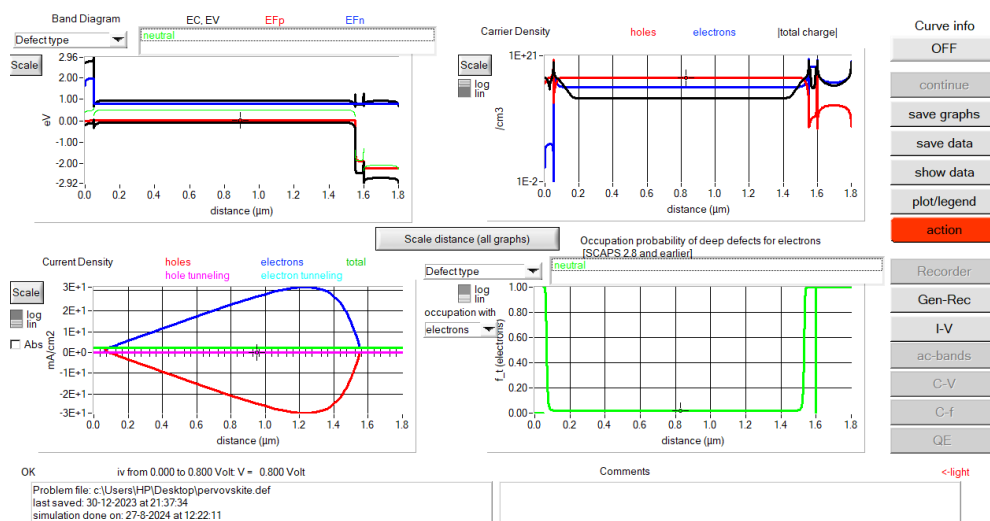 Band Diagram EC, EV EFp EFn
Defect type neutral
Scale
2.96
2.00
1.00
0.00
-1.00
-2.00
-2.92
eV
0.0 0.2 0.4 0.6 0.8 1.0 1.2 1.4 1.6 1.8
distance (µm)
Carrier Density holes electrons |total charge|
Scale
log
lin
1E+21
/cm3
1E-2
0.0 0.2 0.4 0.6 0.8 1.0 1.2 1.4 1.6 1.8
distance (µm)
Curve info
OFF
continue
save graphs
save data
show data
plot/legend
action
Recorder
Gen-Rec
I-V
ac-bands
C-V
C-f
QE
Scale distance (all graphs)
Current Density holes electrons total
hole tunneling electron tunneling
Scale
log
lin
Abs
3E+1
2E+1
1E+1
0E+0
-1E+1
-2E+1
-3E+1
mA/cm2
0.0 0.2 0.4 0.6 0.8 1.0 1.2 1.4 1.6 1.8
distance (µm)
Occupation probability of deep defects for electrons
[SCAPS 2.8 and earlier]
Defect type neutral
log
lin
occupation with
electrons
1.00
0.80
0.60
0.40
0.20
0.00
f_t (electrons)
0.0 0.2 0.4 0.6 0.8 1.0 1.2 1.4 1.6 1.8
distance (µm)
OK iv from 0.000 to 0.800 Volt: V = 0.800 Volt
Problem file: c:\Users\HP\Desktop\pervovskite.def
last saved: 30-12-2023 at 21:37:34
simulation done on: 27-8-2024 at 12:22:11
Comments <-light